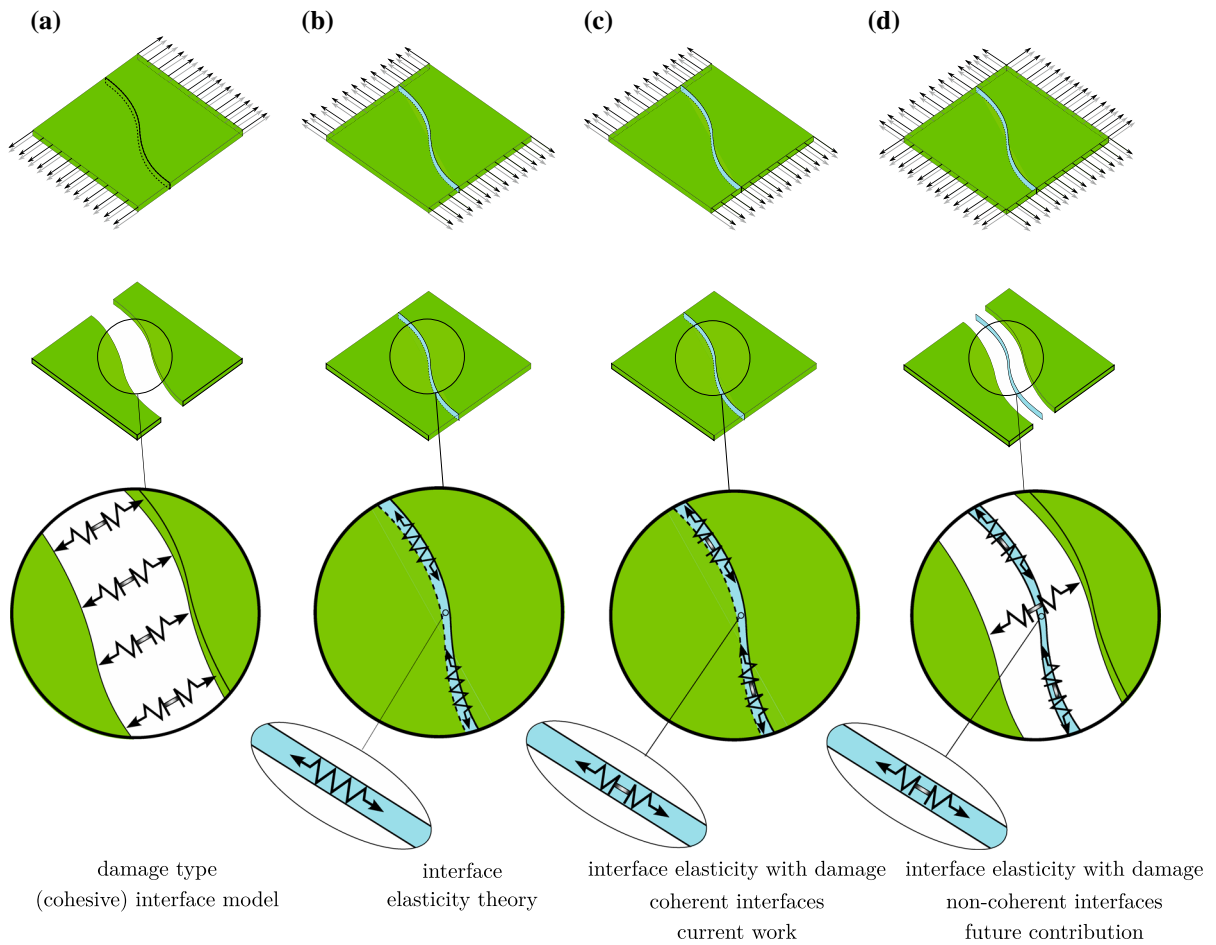 (a)
(b)
(c)
(d)
damage type
(cohesive) interface model
interface
elasticity theory
interface elasticity with damage
coherent interfaces
current work
interface elasticity with damage
non-coherent interfaces
future contribution